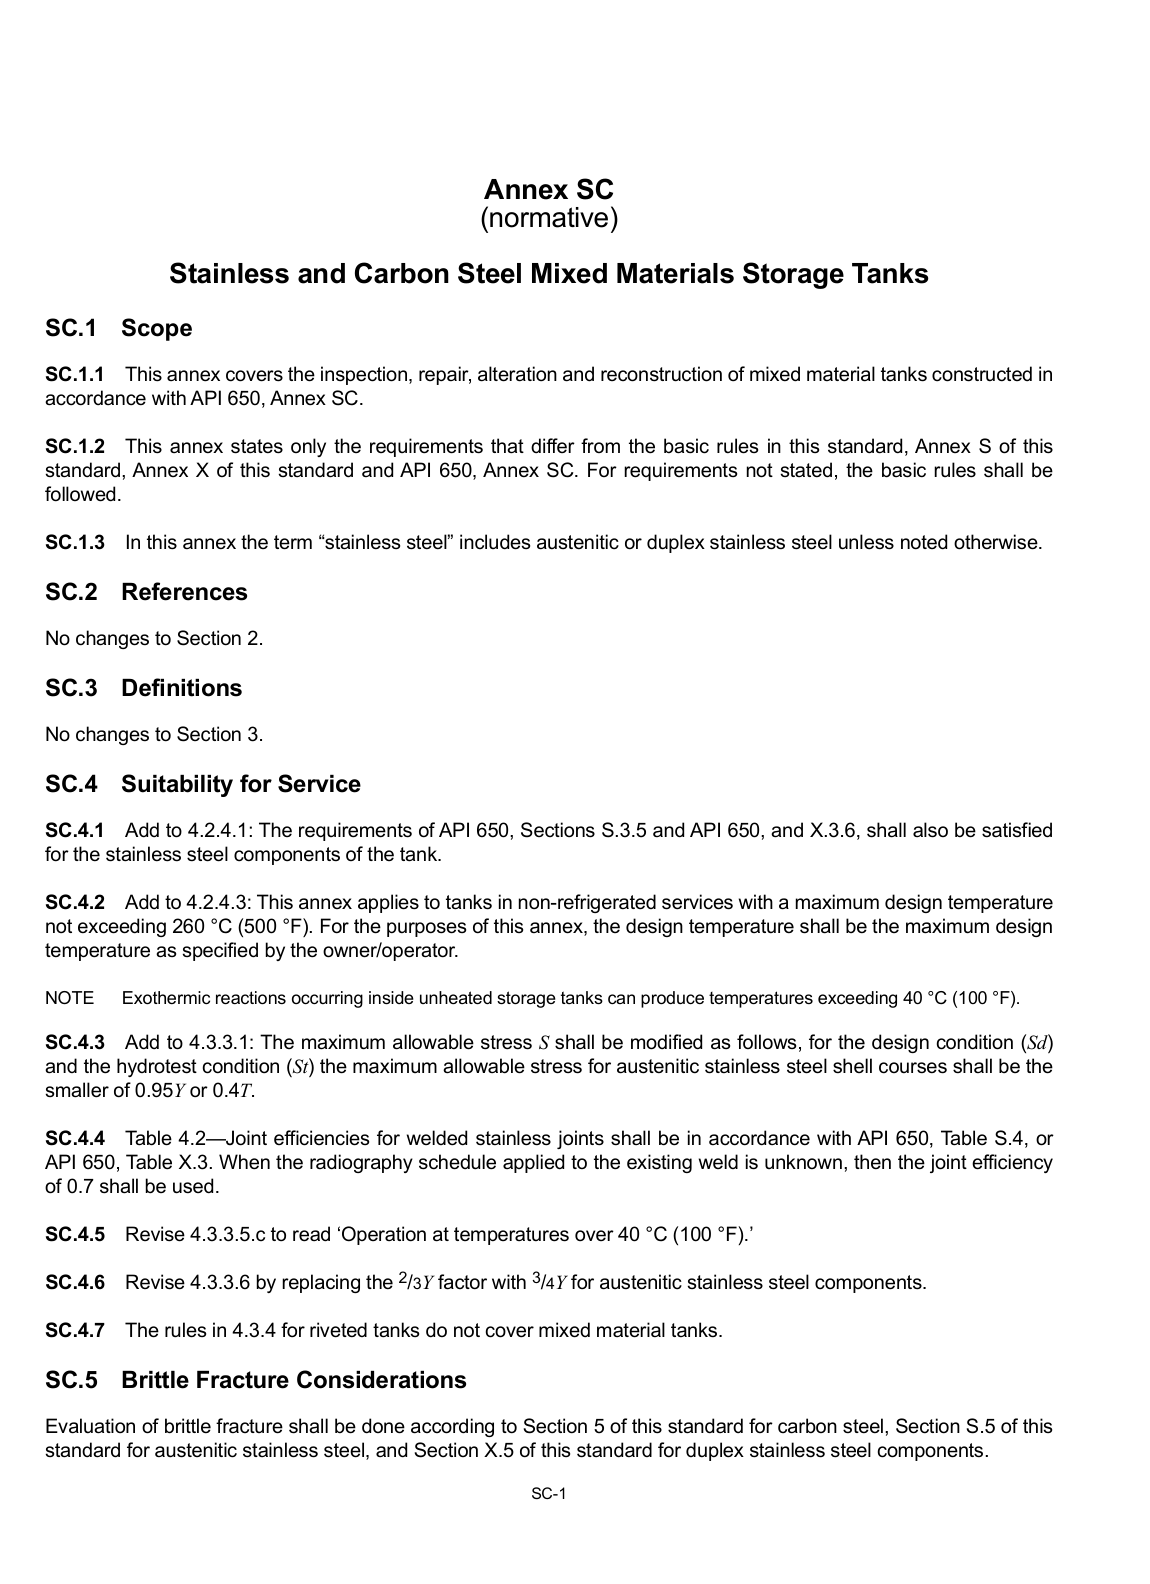 Annex SC
(normative)
Stainless and Carbon Steel Mixed Materials Storage Tanks
SC.1 Scope
SC.1.1 This annex covers the inspection, repair, alteration and reconstruction of mixed material tanks constructed in
accordance with API 650, Annex SC.
SC.1.2 This annex states only the requirements that differ from the basic rules in this standard, Annex S of this
standard, Annex X of this standard and API 650, Annex SC. For requirements not stated, the basic rules shall be
followed.
SC.1.3 In this annex the term “stainless steel” includes austenitic or duplex stainless steel unless noted otherwise.
SC.2 References
No changes to Section 2.
SC.3 Definitions
No changes to Section 3.
SC.4 Suitability for Service
SC.4.1 Add to 4.2.4.1: The requirements of API 650, Sections S.3.5 and API 650, and X.3.6, shall also be satisfied
for the stainless steel components of the tank.
SC.4.2 Add to 4.2.4.3: This annex applies to tanks in non-refrigerated services with a maximum design temperature
not exceeding 260 °C (500 °F). For the purposes of this annex, the design temperature shall be the maximum design
temperature as specified by the owner/operator.
NOTE Exothermic reactions occurring inside unheated storage tanks can produce temperatures exceeding 40 °C (100 °F).
SC.4.3 Add to 4.3.3.1: The maximum allowable stress S shall be modified as follows, for the design condition (Sd)
and the hydrotest condition (St) the maximum allowable stress for austenitic stainless steel shell courses shall be the
smaller of 0.95Y or 0.4T.
SC.4.4 Table 4.2—Joint efficiencies for welded stainless joints shall be in accordance with API 650, Table S.4, or
API 650, Table X.3. When the radiography schedule applied to the existing weld is unknown, then the joint efficiency
of 0.7 shall be used.
SC.4.5 Revise 4.3.3.5.c to read ‘Operation at temperatures over 40 °C (100 °F).’
SC.4.6 Revise 4.3.3.6 by replacing the 2/3Y factor with 3/4Y for austenitic stainless steel components.
SC.4.7 The rules in 4.3.4 for riveted tanks do not cover mixed material tanks.
SC.5 Brittle Fracture Considerations
Evaluation of brittle fracture shall be done according to Section 5 of this standard for carbon steel, Section S.5 of this
standard for austenitic stainless steel, and Section X.5 of this standard for duplex stainless steel components.
SC-1